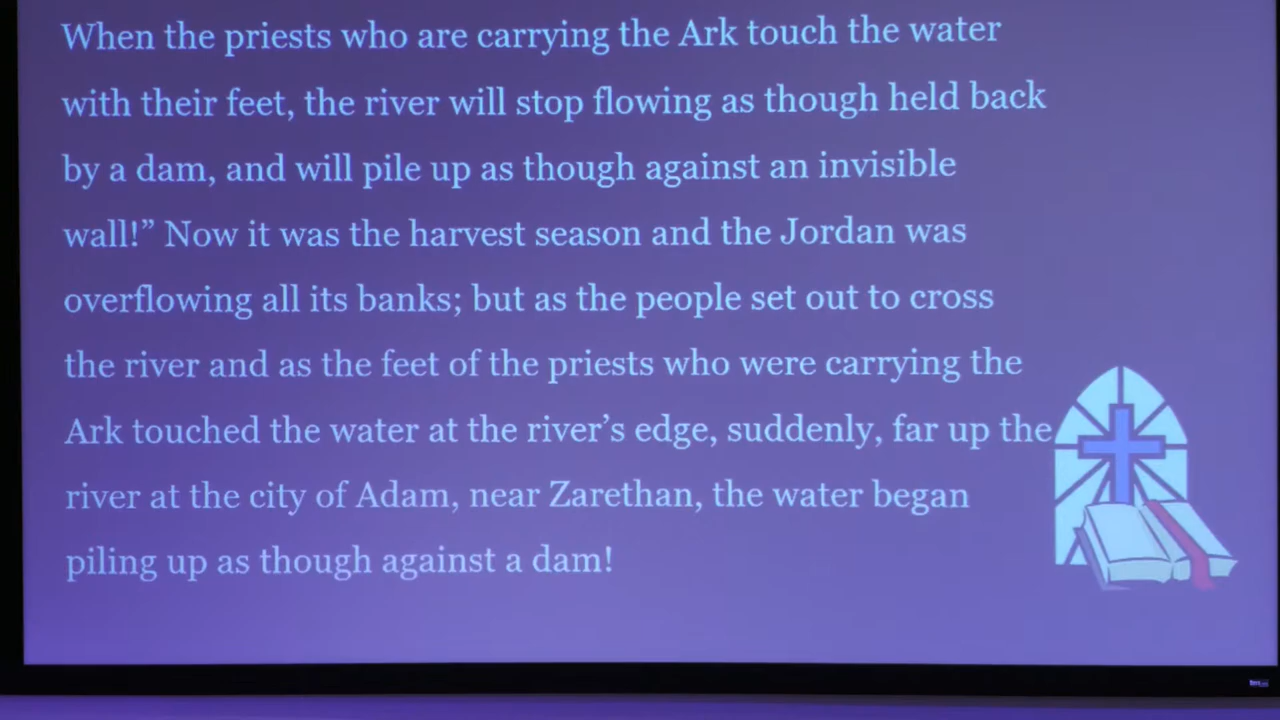 When the priests who are carrying the Ark touch the water
with their feet, the river will stop flowing as though held back
by a dam, and will pile up as though against an invisible
wall!” Now it was the harvest season and the Jordan was
overflowing all its banks; but as the people set out to cross
the river and as the feet of the priests who were carrying the
Ark touched the water at the river’s edge, suddenly, far up the
river at the city of Adam, near Zarethan, the water began
piling up as though against a dam!